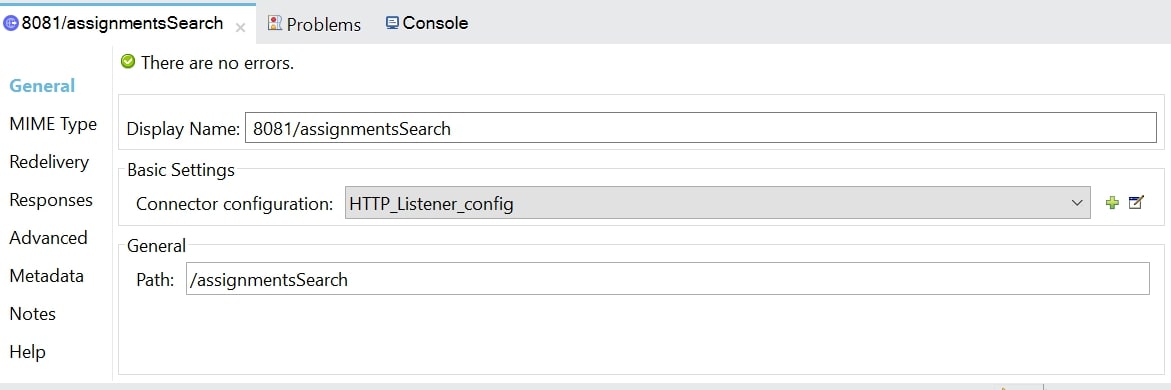 8081/assignmentsSearch
Problems
Console
There are no errors.
General
MIME Type
Redelivery
Responses
Advanced
Metadata
Notes
Help
Display Name: 8081/assignmentsSearch
Basic Settings
Connector configuration: HTTP_Listener_config
General
Path: /assignmentsSearch